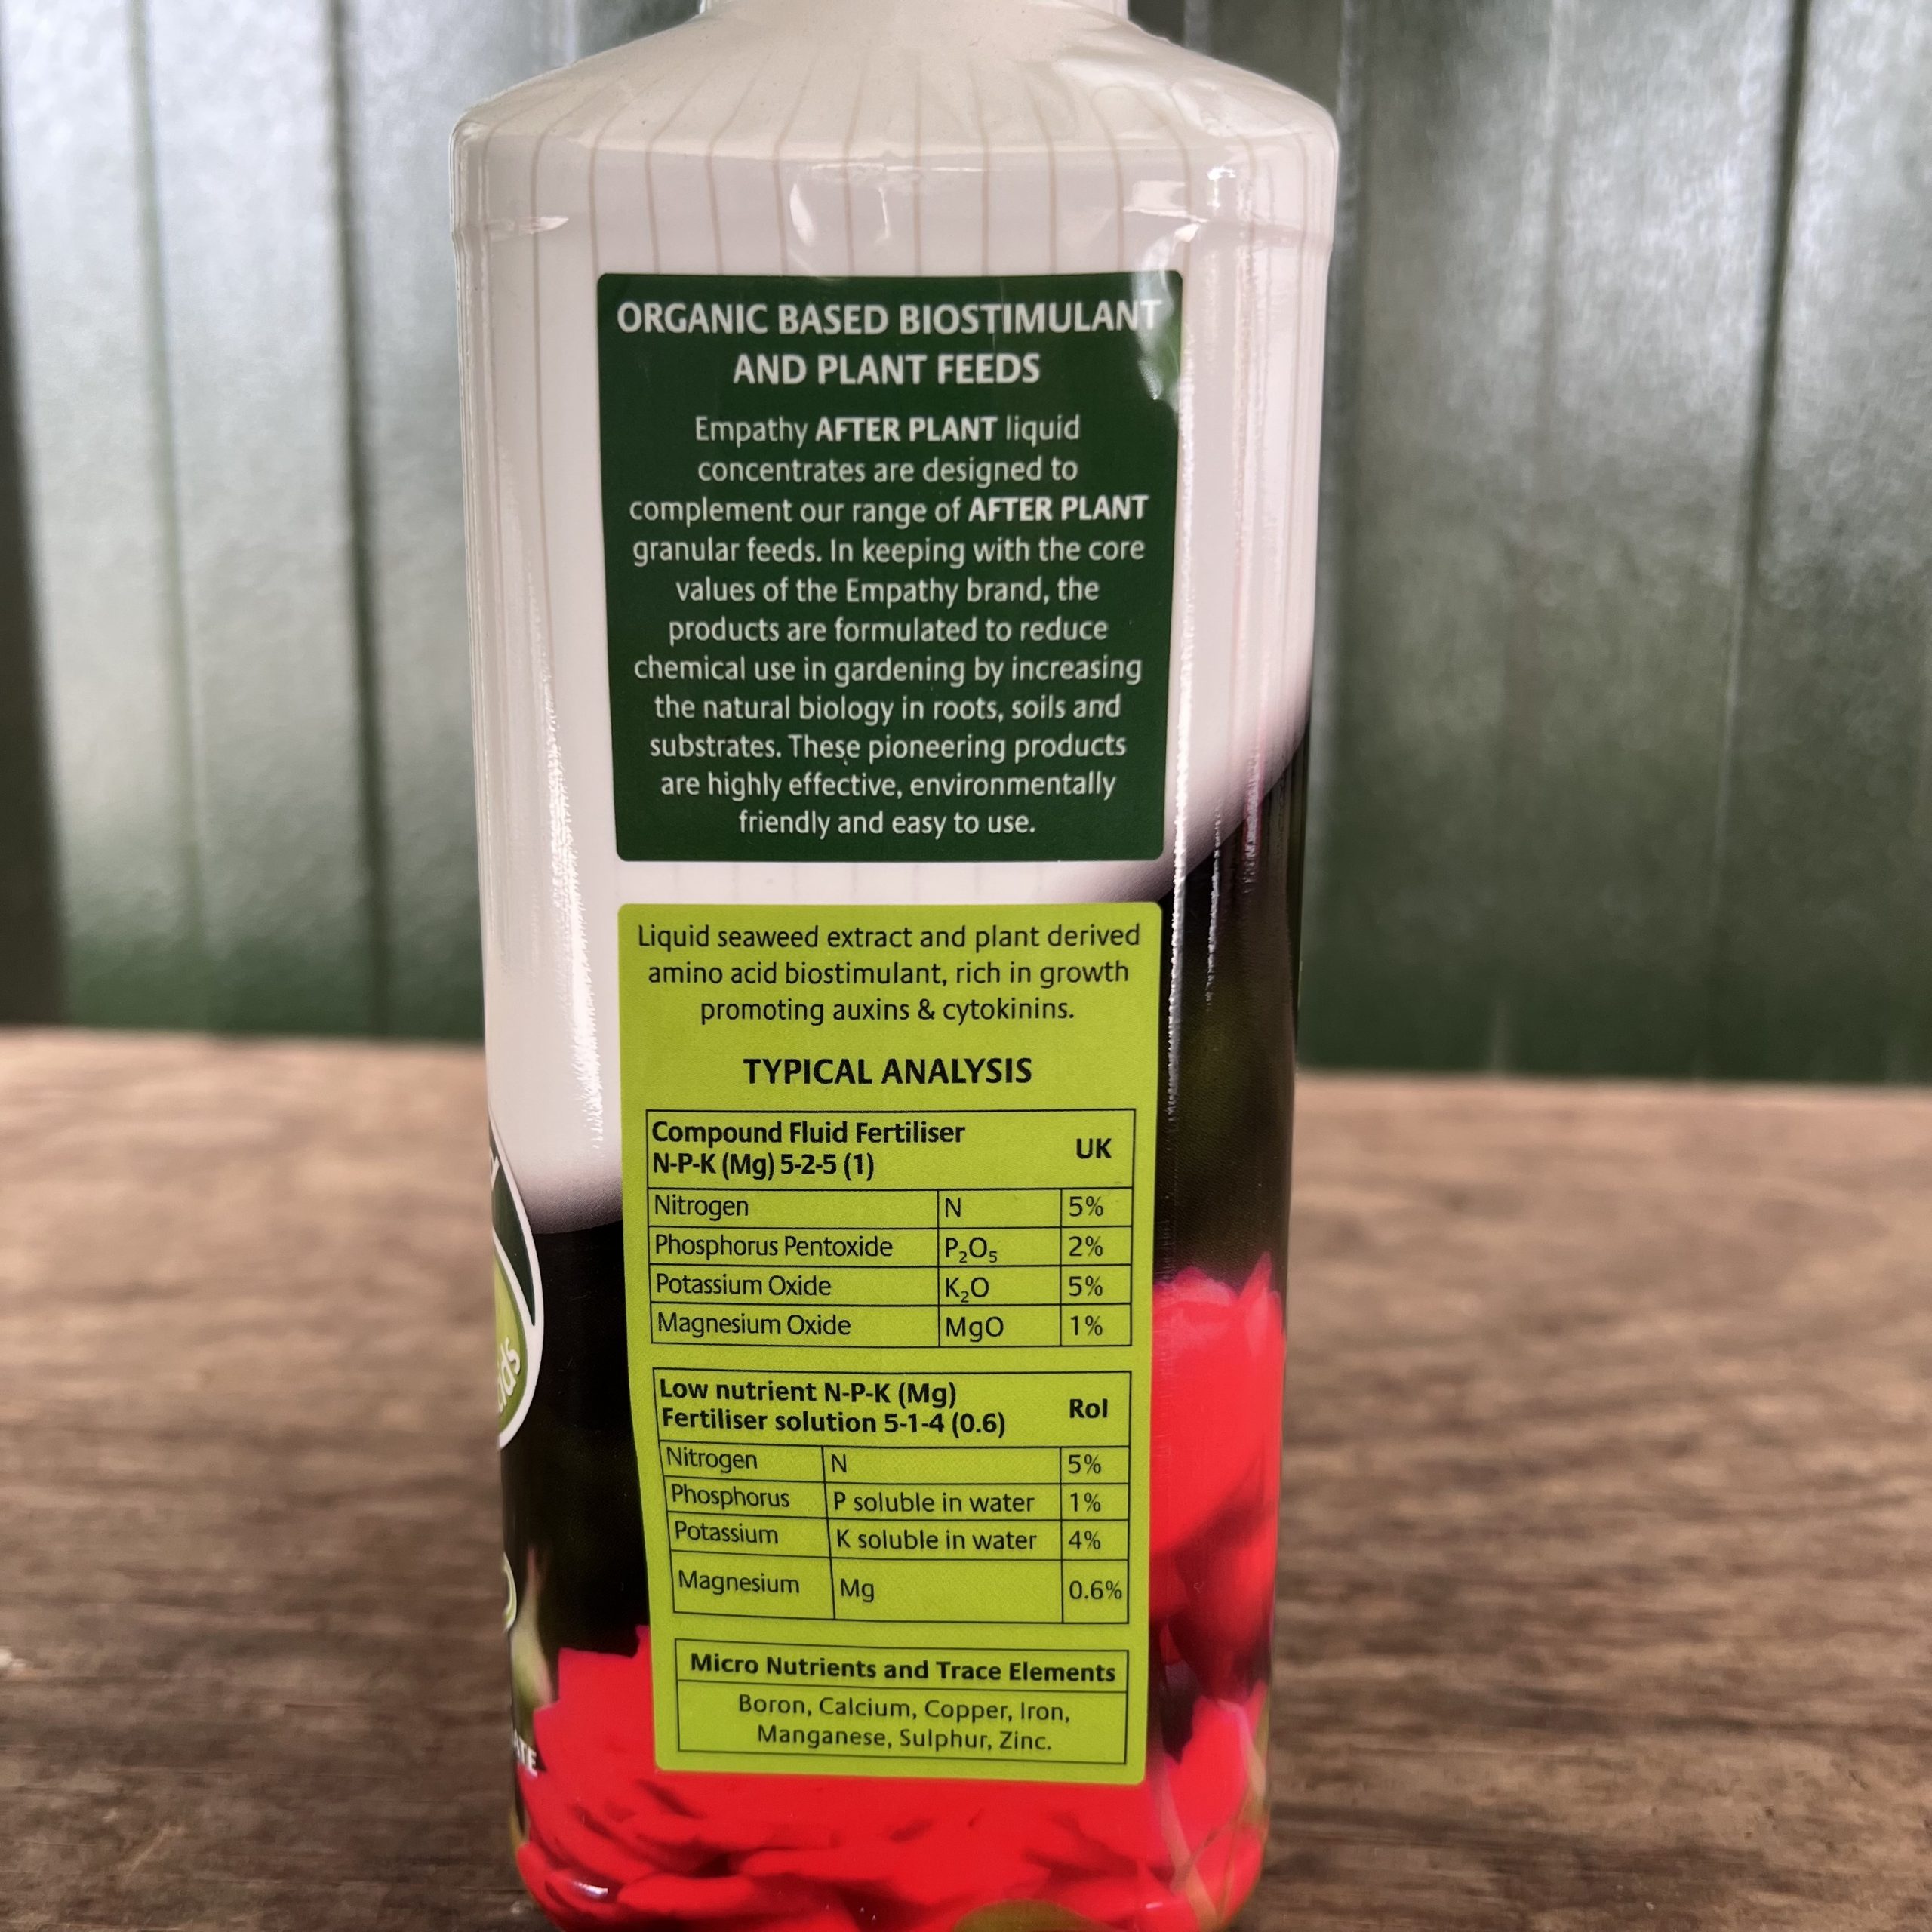 ORGANIC BASED BIOSTIMULANT
AND PLANT FEEDS
Empathy AFTER PLANT liquid
concentrates are designed to
complement our range of AFTER PLANT
granular feeds. In keeping with the core
values of the Empathy brand, the
products are formulated to reduce
chemical use in gardening by increasing
the natural biology in roots, soils and
substrates. These pioneering products
are highly effective, environmentally
friendly and easy to use.
Liquid seaweed extract and plant derived
amino acid biostimulant, rich in growth
promoting auxins & cytokinins.
TYPICAL ANALYSIS
Compound Fluid Fertiliser
N-P-K (Mg) 5-2-5 (1) UK
Nitrogen N 5%
Phosphorus Pentoxide P₂O₅ 2%
Potassium Oxide K₂O 5%
Magnesium Oxide MgO 1%
Low nutrient N-P-K (Mg)
Fertiliser solution 5-1-4 (0.6) RoI
Nitrogen N 5%
Phosphorus P soluble in water 1%
Potassium K soluble in water 4%
Magnesium Mg 0.6%
Micro Nutrients and Trace Elements
Boron, Calcium, Copper, Iron,
Manganese, Sulphur, Zinc.